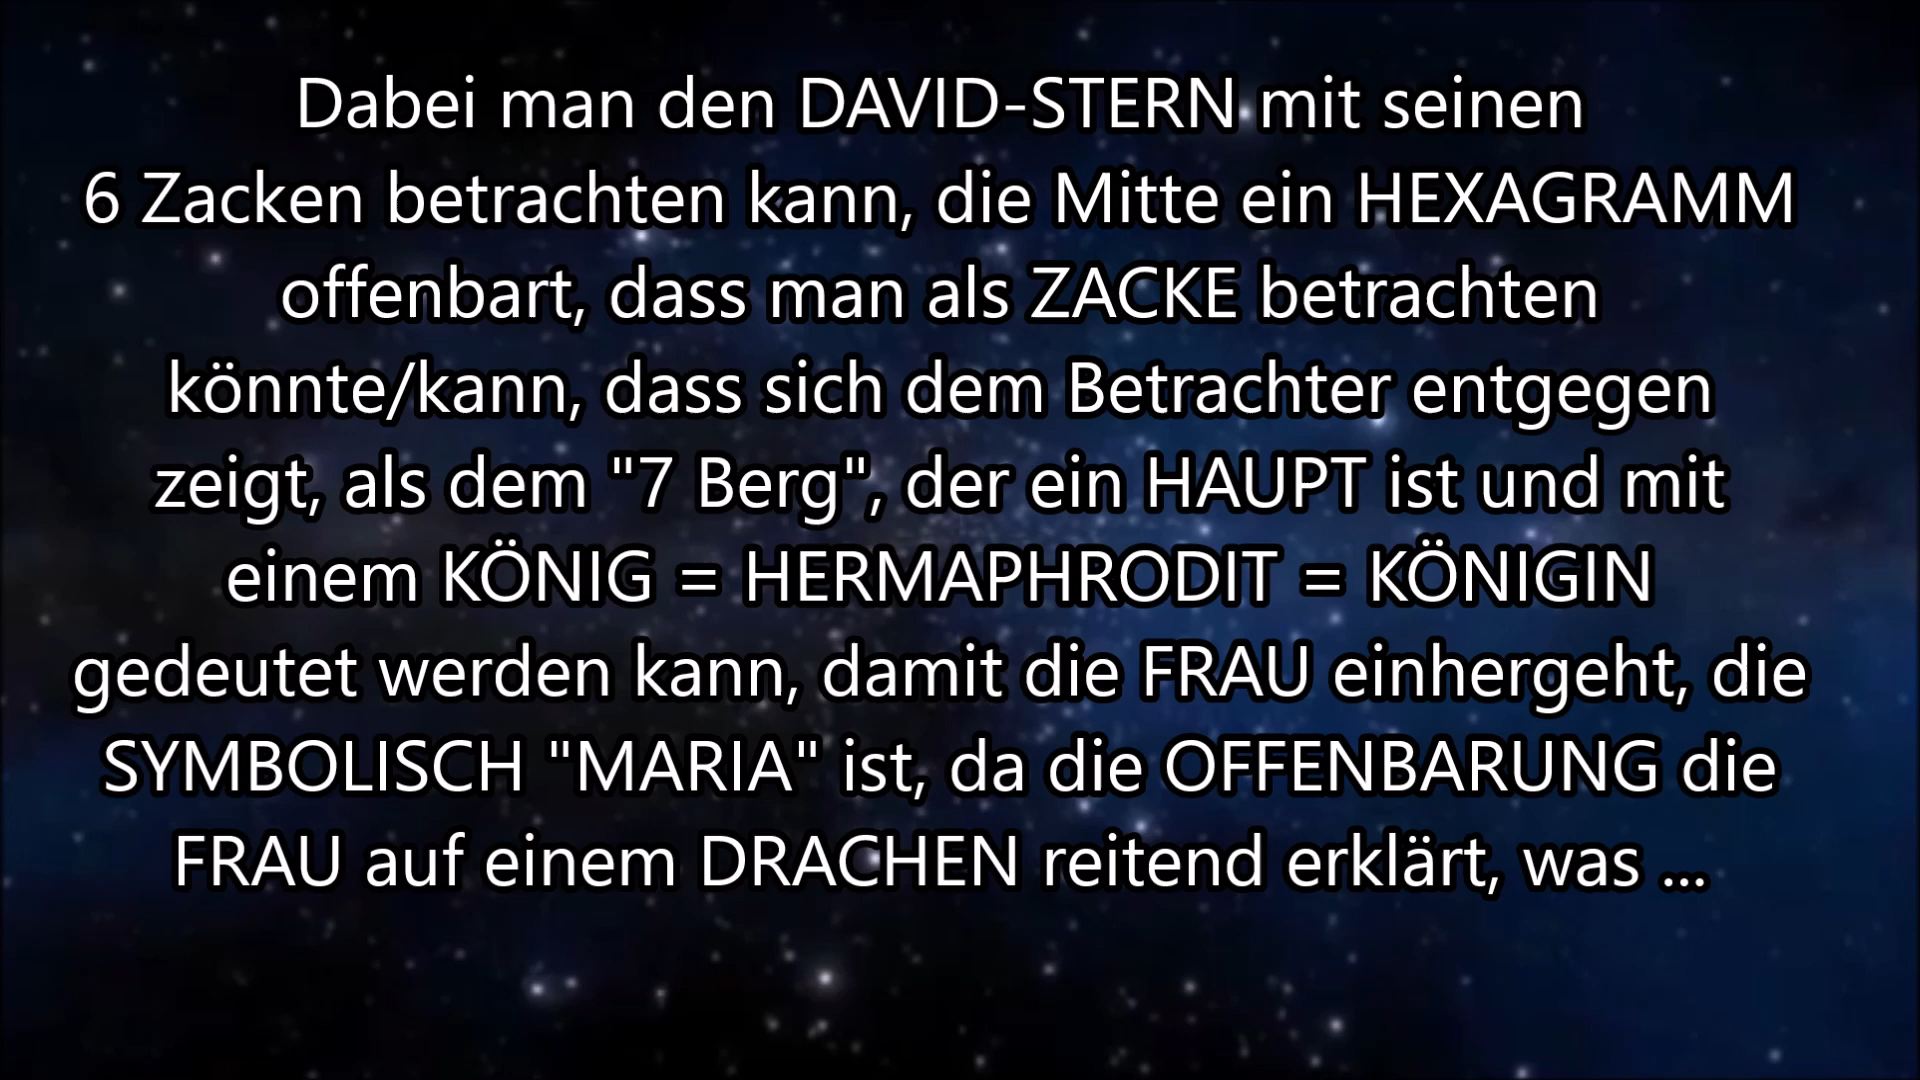 Dabei man den DAVID-STERN mit seinen
6 Zacken betrachten kann, die Mitte ein HEXAGRAMM
offenbart, dass man als ZACKE betrachten
könnte/kann, dass sich dem Betrachter entgegen
zeigt, als dem "7 Berg", der ein HAUPT ist und mit
einem KÖNIG = HERMAPHRODIT = KÖNIGIN
gedeutet werden kann, damit die FRAU einhergeht, die
SYMBOLISCH "MARIA" ist, da die OFFENBARUNG die
FRAU auf einem DRACHEN reitend erklärt, was ...